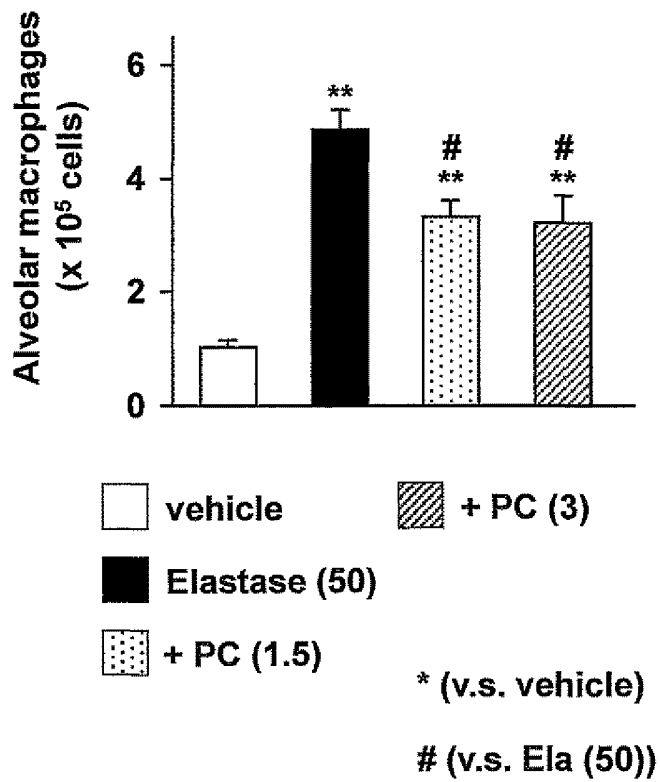 Alveolar macrophages
(x 10⁵ cells)
6
4
2
0
**
#
**
#
**
vehicle
+ PC (3)
Elastase (50)
+ PC (1.5)
* (v.s. vehicle)
# (v.s. Ela (50))